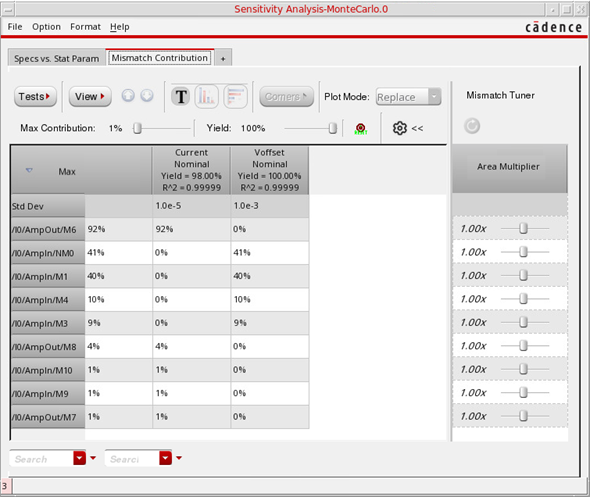 Sensitivity Analysis-MonteCarlo.0
File Option Format Help
cādence
Specs vs. Stat Param Mismatch Contribution +
Tests View T Corners Plot Mode: Replace
Mismatch Tuner
Max Contribution: 1% Yield: 100% <<
Max
Current
Nominal
Yield = 98.00%
R^2 = 0.99999
Voffset
Nominal
Yield = 100.00%
R^2 = 0.99999
Area Multiplier
Std Dev 1.0e-5 1.0e-3
/I0/AmpOut/M6 92% 92% 0% 1.00x
/I0/AmpIn/NM0 41% 0% 41% 1.00x
/I0/AmpIn/M1 40% 0% 40% 1.00x
/I0/AmpIn/M4 10% 0% 10% 1.00x
/I0/AmpIn/M3 9% 0% 9% 1.00x
/I0/AmpOut/M8 4% 4% 0% 1.00x
/I0/AmpIn/M10 1% 1% 0% 1.00x
/I0/AmpIn/M9 1% 1% 0% 1.00x
/I0/AmpOut/M7 1% 1% 0% 1.00x
Search Searc
3